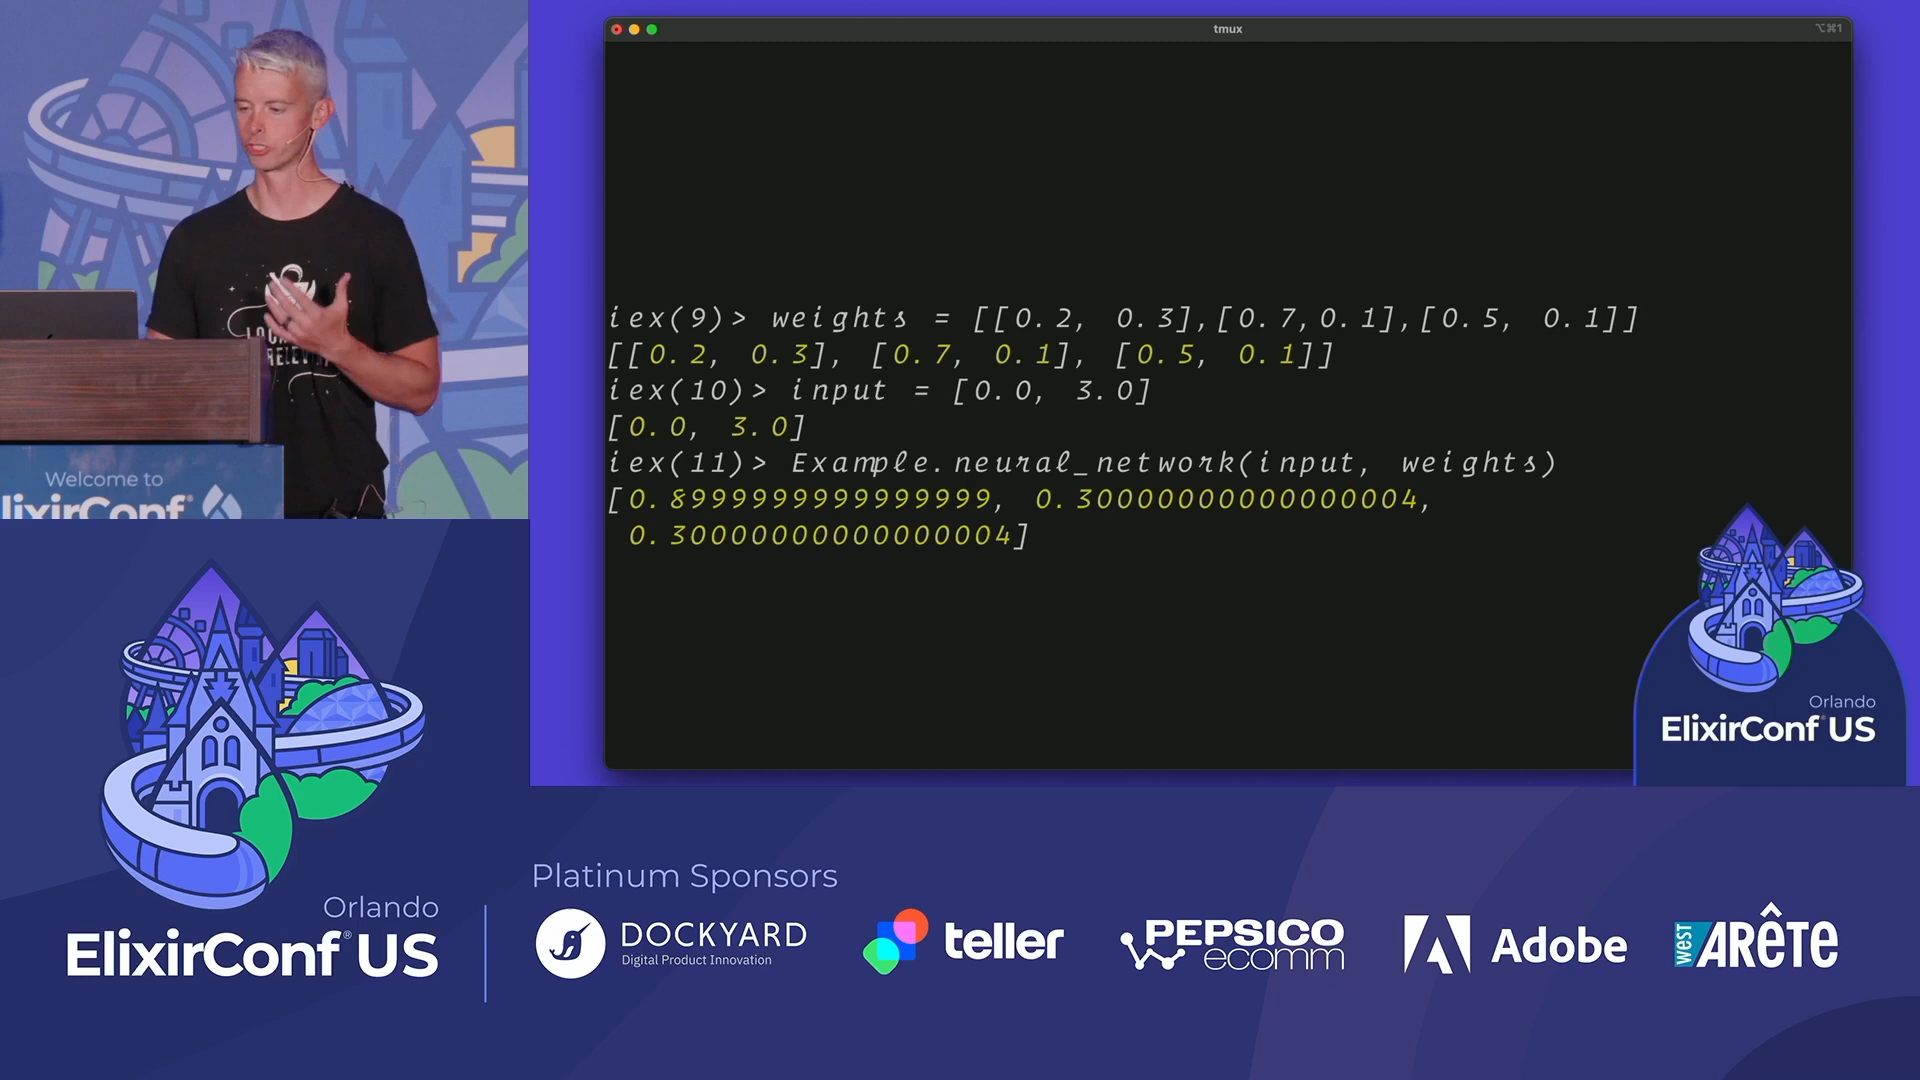 tmux
⌥⌘1
iex(9)> weights = [[0.2, 0.3],[0.7,0.1],[0.5, 0.1]]
[[0.2, 0.3], [0.7, 0.1], [0.5, 0.1]]
iex(10)> input = [0.0, 3.0]
[0.0, 3.0]
iex(11)> Example.neural_network(input, weights)
[0.8999999999999999, 0.30000000000000004,
0.30000000000000004]
Welcome to
lixirConf®
Orlando
ElixirConf US
Orlando
ElixirConf® US
Platinum Sponsors
DOCKYARD
Digital Product Innovation
teller
PEPSICO
ecomm
Adobe
west ARÊTE